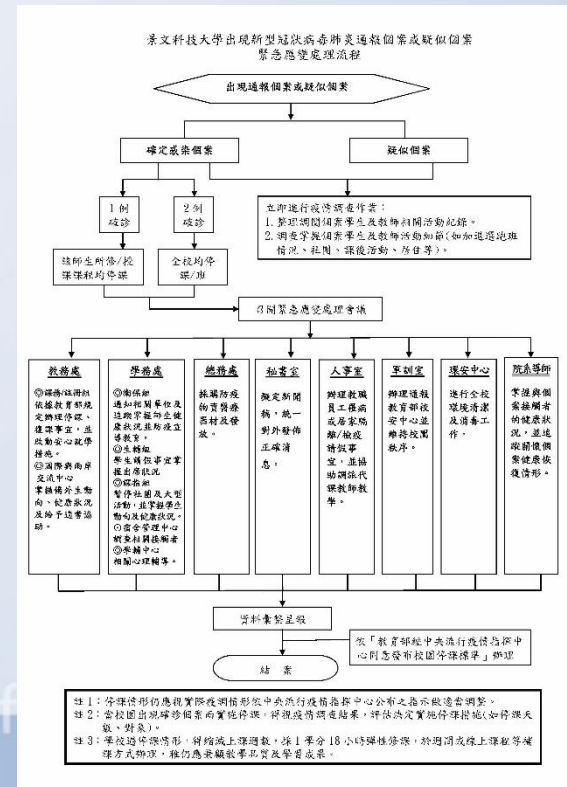 景文科技大學出現新型冠狀病毒肺炎通報個案或疑似個案
緊急應變處理流程
出現通報個案或疑似個案
確定感染個案
疑似個案
1例
確診
2例
確診
立即進行疫情調查作業：
1. 整理調閱個案學生及教師相關活動紀錄。
2. 調查掌握個案學生及教師活動細節(如加退選跑班
情況、社團、課後活動、居住等)。
該師生所修/授
課課程均停課
全校均停
課/班
召開緊急應變處理會議
教務處
◎課務/註冊組
依據教育部規
定辦理停課、
復課事宜，並
啟動安心就學
措施。
◎國際與兩岸
交流中心
掌握僑外生動
向、健康狀況
及給予適當協
助。
學務處
◎衛保組
通知相關單位及
追蹤掌握師生健
康狀況並防疫宣
導教育。
◎生輔組
學生請假事宜掌
握出席狀況
◎課指組
暫停社團及大型
活動，並掌握學生
動向及健康狀況。
◎宿舍管理中心
調查相關接觸者
◎學輔中心
相關心理輔導。
總務處
採購防疫
物資醫療
器材及發
放。
秘書室
擬定新聞
稿，統一
對外發佈
正確消
息。
人事室
辦理教職
員工罹病
或居家隔
離/檢疫
請假事
宜，並協
助調派代
課教師教
學。
軍訓室
辦理通報
教育部校
安中心並
維持校園
秩序。
環安中心
進行全校
環境清潔
及消毒工
作。
院系導師
掌握與個
案接觸者
的健康狀
況，並追
蹤關懷個
案健康恢
復情形。
資料彙整呈報
依「教育部經中央流行疫情指揮中
心同意發布校園停課標準」辦理
結 案
註1：停課情形仍應視實際疫調情形依中央流行疫情指揮中心公布之指示做適當調整。
註2：當校園出現確診個案而實施停課，得視疫情調查結果，評估決定實施停課措施(如停課天
數、對象)。
註3：學校遇停課情形，得縮減上課週數，採1學分18小時彈性修課，於週間或線上課程等補
課方式辦理，惟仍應兼顧教學品質及學習成果。